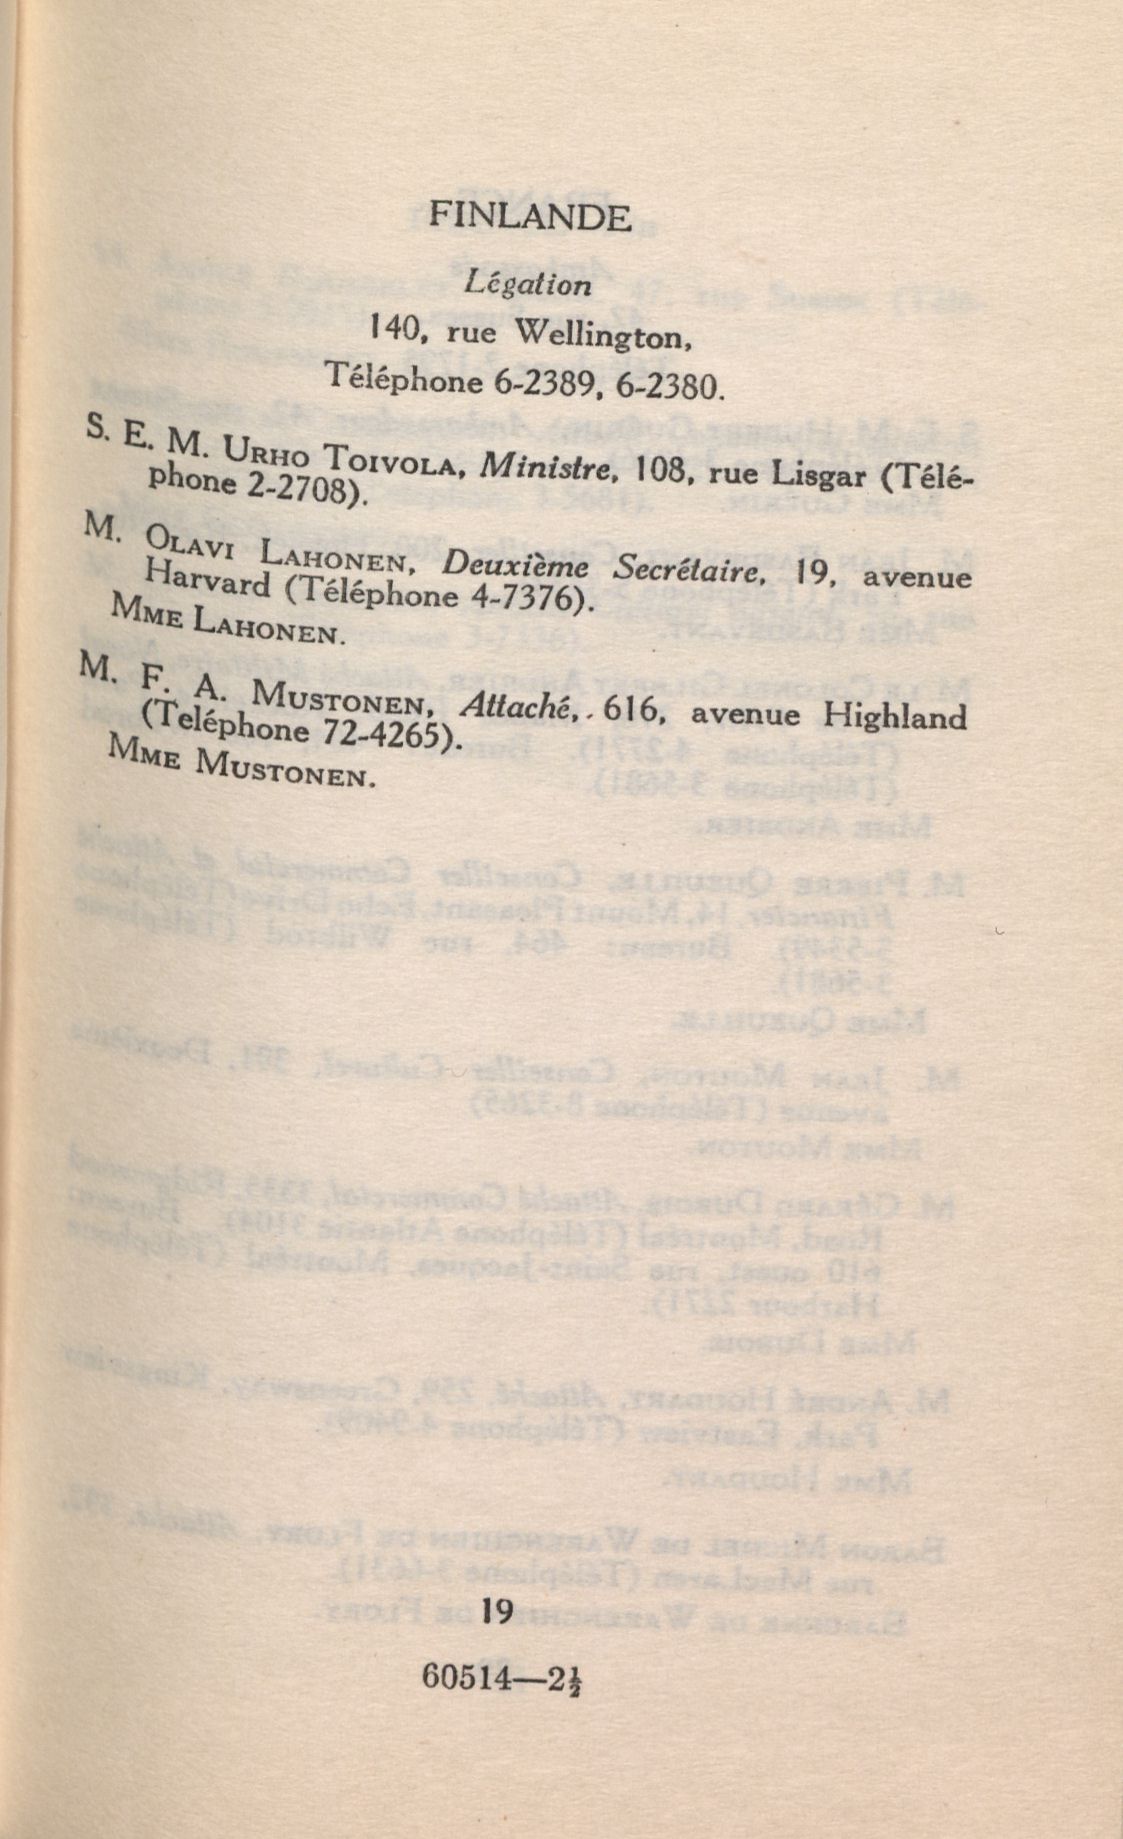 FINLANDE
Légation
140, rue Wellington,
Téléphone 6-2389, 6-2380.
S. E. M. URHO TOIVOLA, Ministre, 108, rue Lisgar (Télé-
phone 2-2708).
M. OLAVI LAHONEN, Deuxième Secrétaire, 19, avenue
Harvard (Téléphone 4-7376).
MME LAHONEN.
M. F. A. MUSTONEN, Attaché,. 616, avenue Highland
(Teléphone 72-4265).
MME MUSTONEN.
19
60514—2½